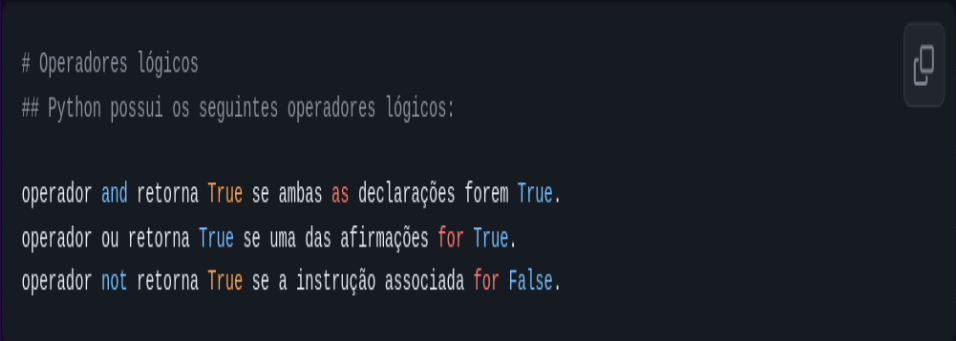 # Operadores lógicos
## Python possui os seguintes operadores lógicos:
operador and retorna True se ambas as declarações forem True.
operador ou retorna True se uma das afirmações for True.
operador not retorna True se a instrução associada for False.